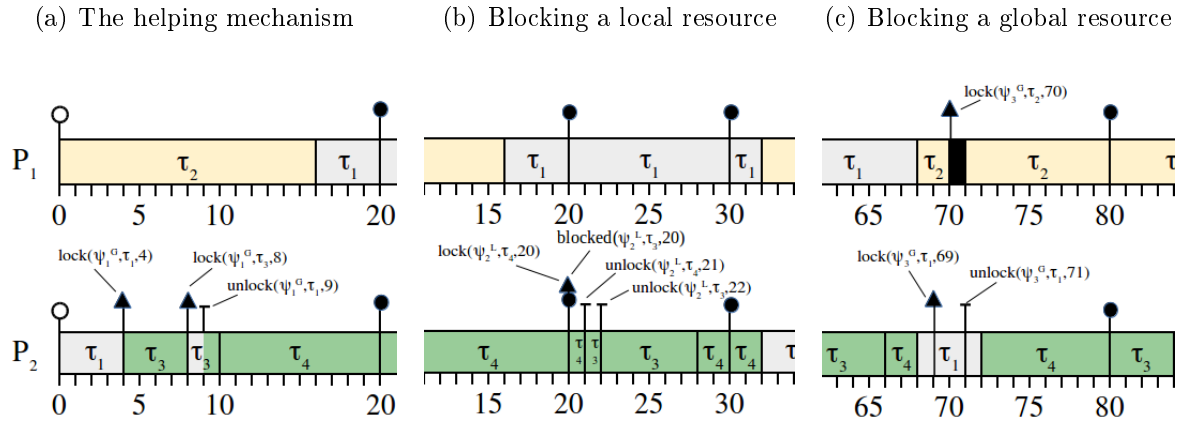 (a) The helping mechanism
(b) Blocking a local resource
(c) Blocking a global resource
P₁
τ₂ τ₁
0 5 10 20
τ₁ τ₁ τ₁
15 20 25 30
lock(ψ₃ᴳ,τ₂,70)
τ₁ τ₂ τ₂ τ
65 70 75 80
P₂
lock(ψ₁ᴳ,τ₁,4)
lock(ψ₁ᴳ,τ₃,8)
unlock(ψ₁ᴳ,τ₁,9)
τ₁ τ₃ τ₃ τ₄
0 5 10 20
lock(ψ₂ᴸ,τ₄,20)
blocked(ψ₂ᴸ,τ₃,20)
unlock(ψ₂ᴸ,τ₄,21)
unlock(ψ₂ᴸ,τ₃,22)
τ₄ τ₄ τ₃ τ₃ τ₄ τ₄ τ
15 20 25 30
lock(ψ₃ᴳ,τ₁,69)
unlock(ψ₃ᴳ,τ₁,71)
τ₃ τ₄ τ₁ τ₄ τ₃
65 70 75 80